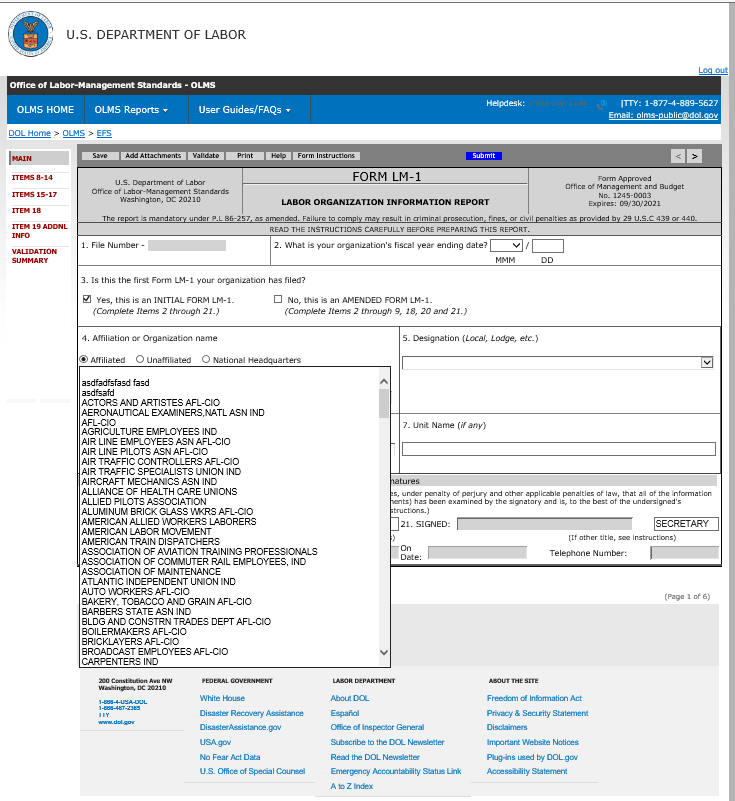 U.S. DEPARTMENT OF LABOR
Log out
Office of Labor-Management Standards - OLMS
OLMS HOME
OLMS Reports
User Guides/FAQs
Helpdesk:
|TTY: 1-877-4-889-5627
Email: olms-public@dol.gov
DOL Home > OLMS > EFS
MAIN
ITEMS 8-14
ITEMS 15-17
ITEM 18
ITEM 19 ADDNL
INFO
VALIDATION
SUMMARY
Save
Add Attachments
Validate
Print
Help
Form Instructions
Submit
<
>
U.S. Department of Labor
Office of Labor-Management Standards
Washington, DC 20210
FORM LM-1
LABOR ORGANIZATION INFORMATION REPORT
Form Approved
Office of Management and Budget
No. 1245-0003
Expires: 09/30/2021
The report is mandatory under P.L 86-257, as amended. Failure to comply may result in criminal prosecution, fines, or civil penalties as provided by 29 U.S.C 439 or 440.
READ THE INSTRUCTIONS CAREFULLY BEFORE PREPARING THIS REPORT.
1. File Number -
2. What is your organization's fiscal year ending date?
/
MMM
DD
3. Is this the first Form LM-1 your organization has filed?
Yes, this is an INITIAL FORM LM-1.
(Complete Items 2 through 21.)
No, this is an AMENDED FORM LM-1.
(Complete Items 2 through 9, 18, 20 and 21.)
4. Affiliation or Organization name
Affiliated
Unaffiliated
National Headquarters
5. Designation (Local, Lodge, etc.)
asdfadfsfasd fasd
asdfsafd
ACTORS AND ARTISTES AFL-CIO
AERONAUTICAL EXAMINERS,NATL ASN IND
AFL-CIO
AGRICULTURE EMPLOYEES IND
AIR LINE EMPLOYEES ASN AFL-CIO
AIR LINE PILOTS ASN AFL-CIO
AIR TRAFFIC CONTROLLERS AFL-CIO
AIR TRAFFIC SPECIALISTS UNION IND
AIRCRAFT MECHANICS ASN IND
ALLIANCE OF HEALTH CARE UNIONS
ALLIED PILOTS ASSOCIATION
ALUMINUM BRICK GLASS WKRS AFL-CIO
AMERICAN ALLIED WORKERS LABORERS
AMERICAN LABOR MOVEMENT
AMERICAN TRAIN DISPATCHERS
ASSOCIATION OF AVIATION TRAINING PROFESSIONALS
ASSOCIATION OF COMMUTER RAIL EMPLOYEES, IND
ASSOCIATION OF MAINTENANCE
ATLANTIC INDEPENDENT UNION IND
AUTO WORKERS AFL-CIO
BAKERY, TOBACCO AND GRAIN AFL-CIO
BARBERS STATE ASN IND
BLDG AND CONSTRN TRADES DEPT AFL-CIO
BOILERMAKERS AFL-CIO
BRICKLAYERS AFL-CIO
BROADCAST EMPLOYEES AFL-CIO
CARPENTERS IND
7. Unit Name (if any)
natures
es, under penalty of perjury and other applicable penalties of law, that all of the information
nents) has been examined by the signatory and is, to the best of the undersigned's
structions.)
21. SIGNED:
SECRETARY
(If other title, see instructions)
On
Date:
Telephone Number:
(Page 1 of 6)
200 Constitution Ave NW
Washington, DC 20210
1-866-4-USA-DOL
1-866-487-2365
TTY
www.dol.gov
FEDERAL GOVERNMENT
White House
Disaster Recovery Assistance
DisasterAssistance.gov
USA.gov
No Fear Act Data
U.S. Office of Special Counsel
LABOR DEPARTMENT
About DOL
Español
Office of Inspector General
Subscribe to the DOL Newsletter
Read the DOL Newsletter
Emergency Accountability Status Link
A to Z Index
ABOUT THE SITE
Freedom of Information Act
Privacy & Security Statement
Disclaimers
Important Website Notices
Plug-ins used by DOL.gov
Accessibility Statement